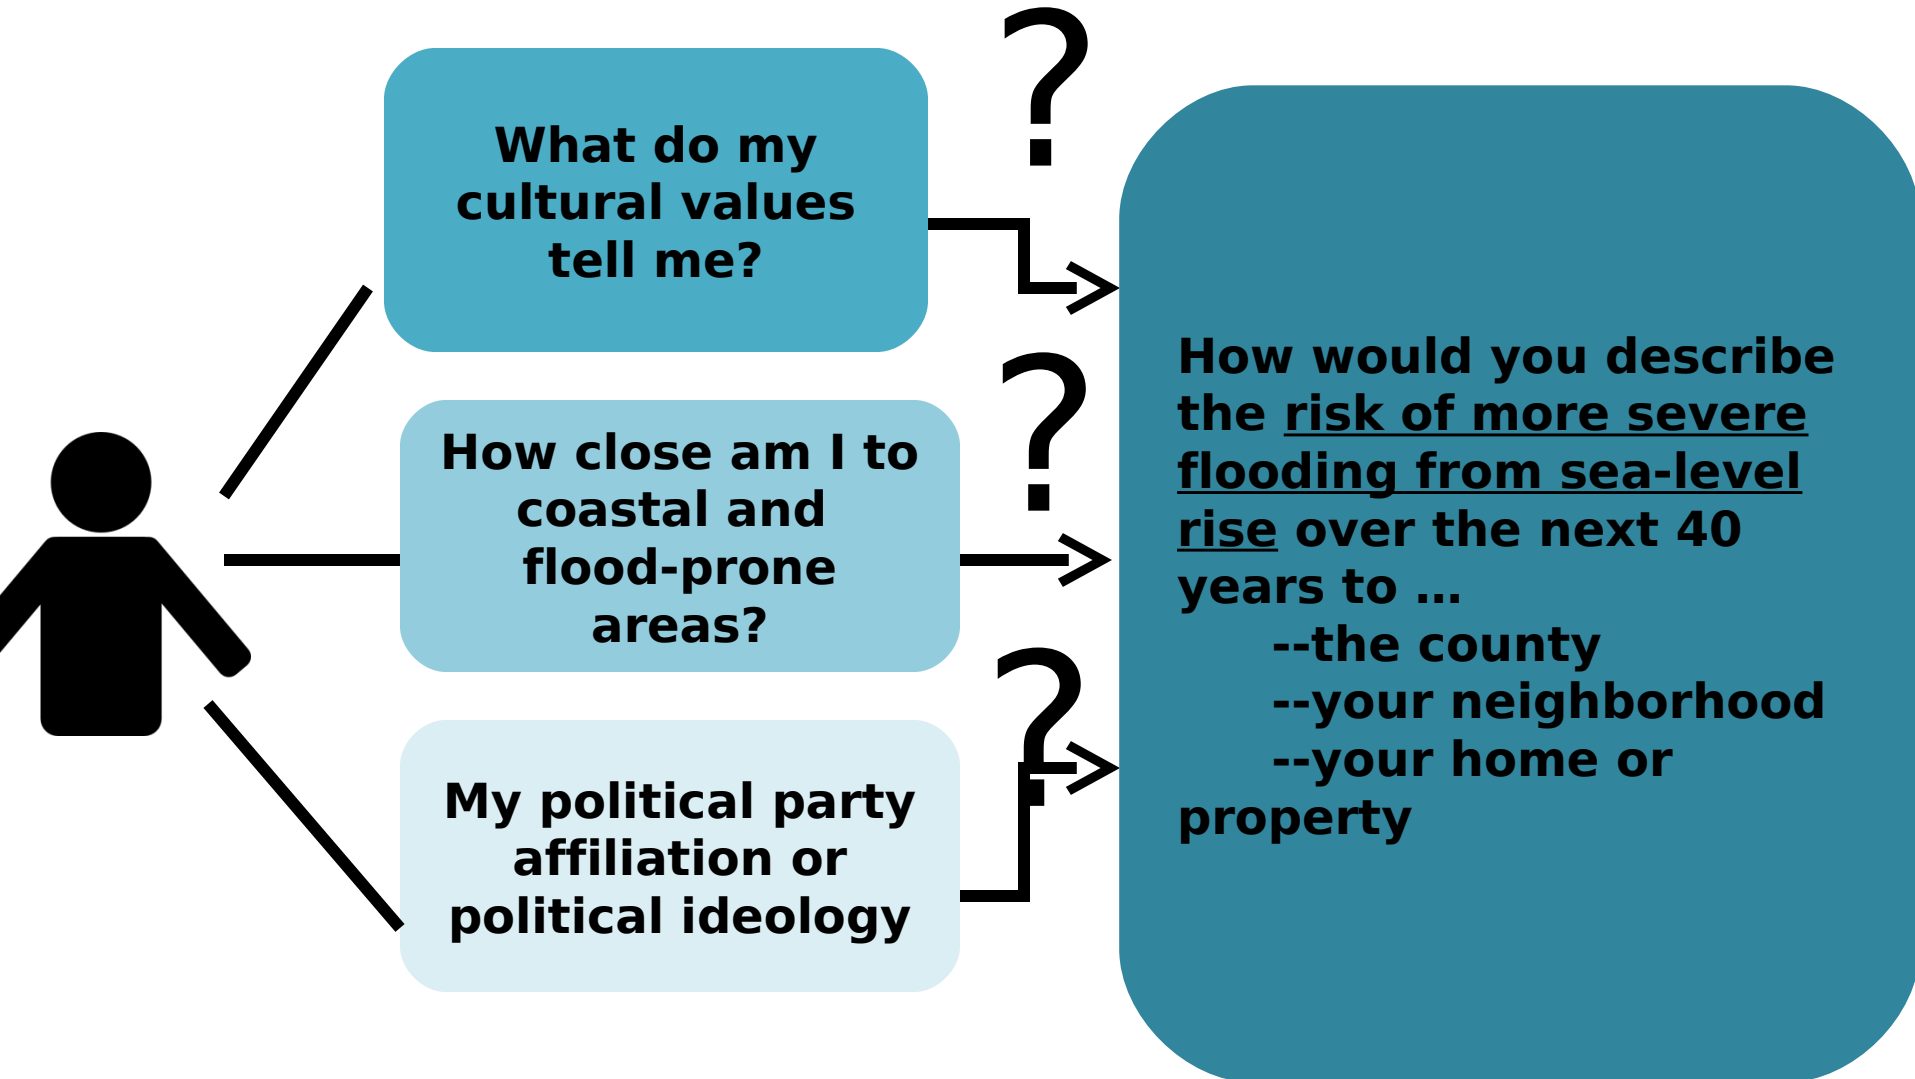 What do my
cultural values
tell me?
?
How close am I to
coastal and
flood-prone
areas?
?
My political party
affiliation or
political ideology
?
How would you describe
the risk of more severe
flooding from sea-level
rise over the next 40
years to …
--the county
--your neighborhood
--your home or
property